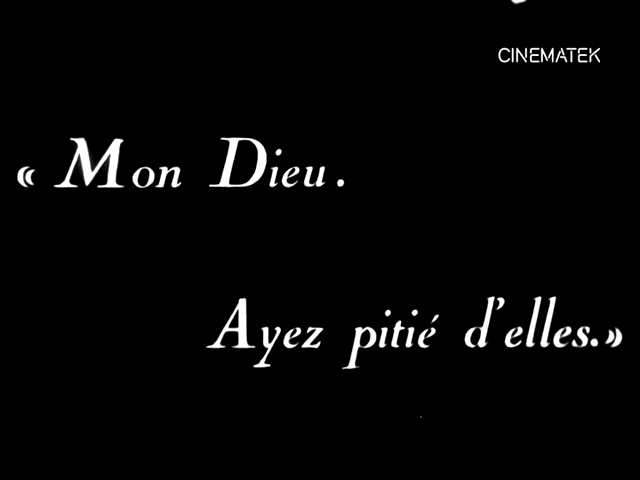 CINEMATEK
« Mon Dieu.
Ayez pitié d'elles.»